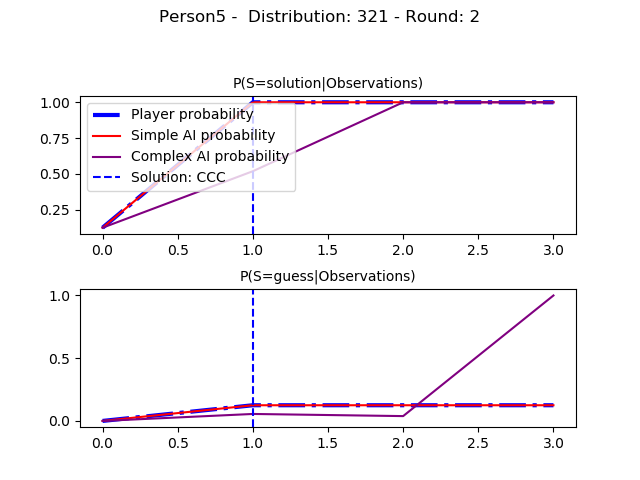 Person5 -  Distribution: 321 - Round: 2
P(S=solution|Observations)
1.00
0.75
0.50
0.25
Player probability
Simple AI probability
Complex AI probability
Solution: CCC
0.0 0.5 1.0 1.5 2.0 2.5 3.0
P(S=guess|Observations)
1.0
0.5
0.0
0.0 0.5 1.0 1.5 2.0 2.5 3.0